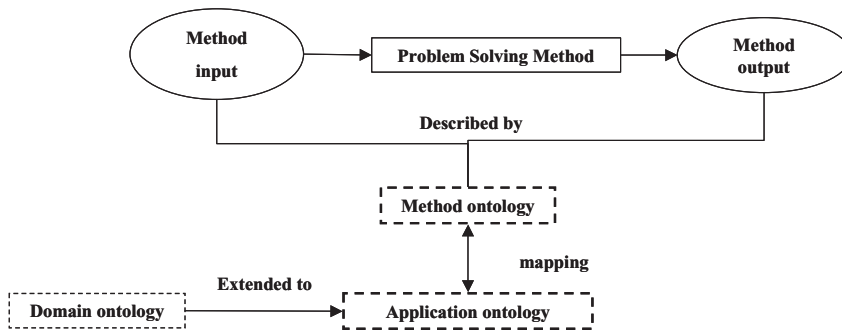 Method
input
Problem Solving Method
Method
output
Described by
Method ontology
mapping
Extended to
Domain ontology
Application ontology